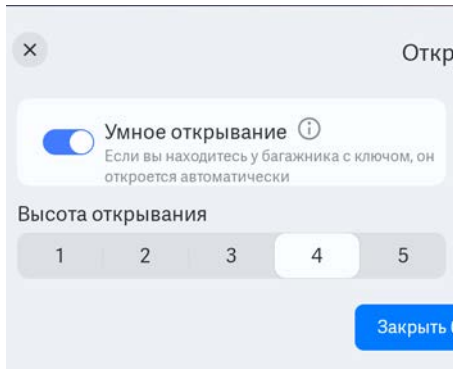 Откр
Умное открывание
Если вы находитесь у багажника с ключом, он
откроется автоматически
Высота открывания
1 2 3 4 5
Закрыть